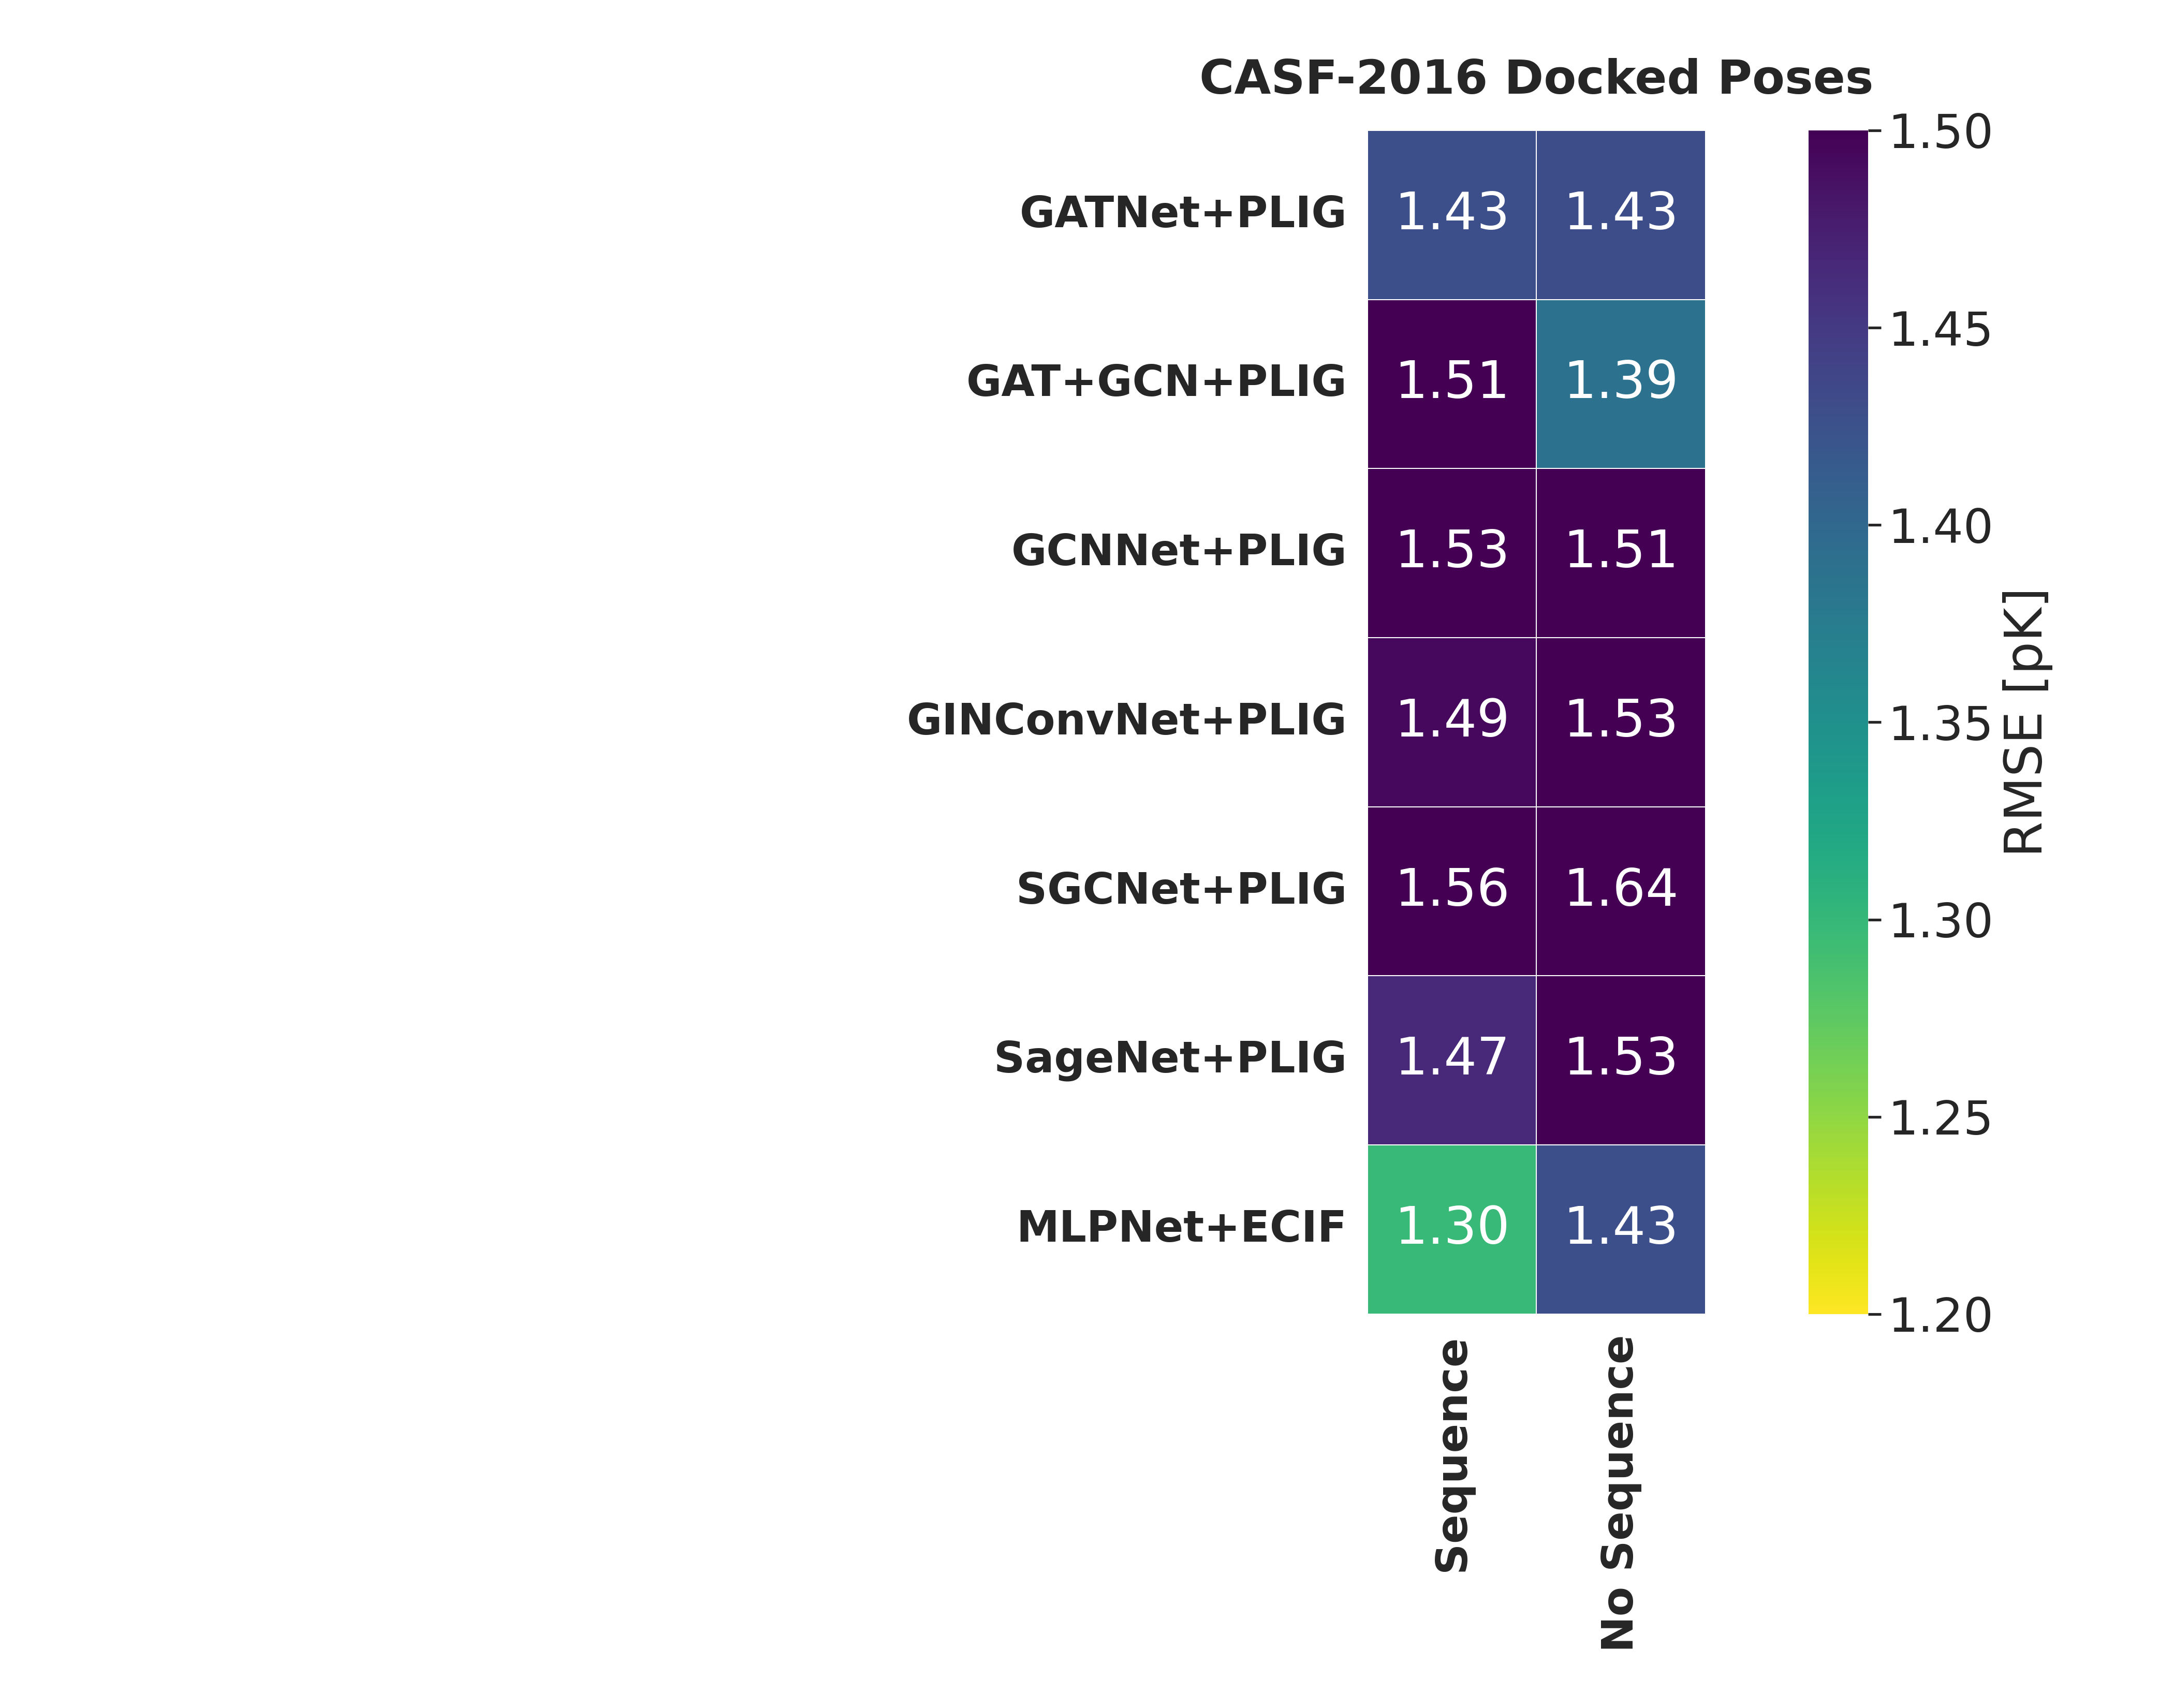 CASF-2016 Docked Poses
GATNet+PLIG 1.43 1.43
GAT+GCN+PLIG 1.51 1.39
GCNNet+PLIG 1.53 1.51
GINConvNet+PLIG 1.49 1.53
SGCNet+PLIG 1.56 1.64
SageNet+PLIG 1.47 1.53
MLPNet+ECIF 1.30 1.43
Sequence
No Sequence
1.50
1.45
1.40
1.35
1.30
1.25
1.20
RMSE [pK]